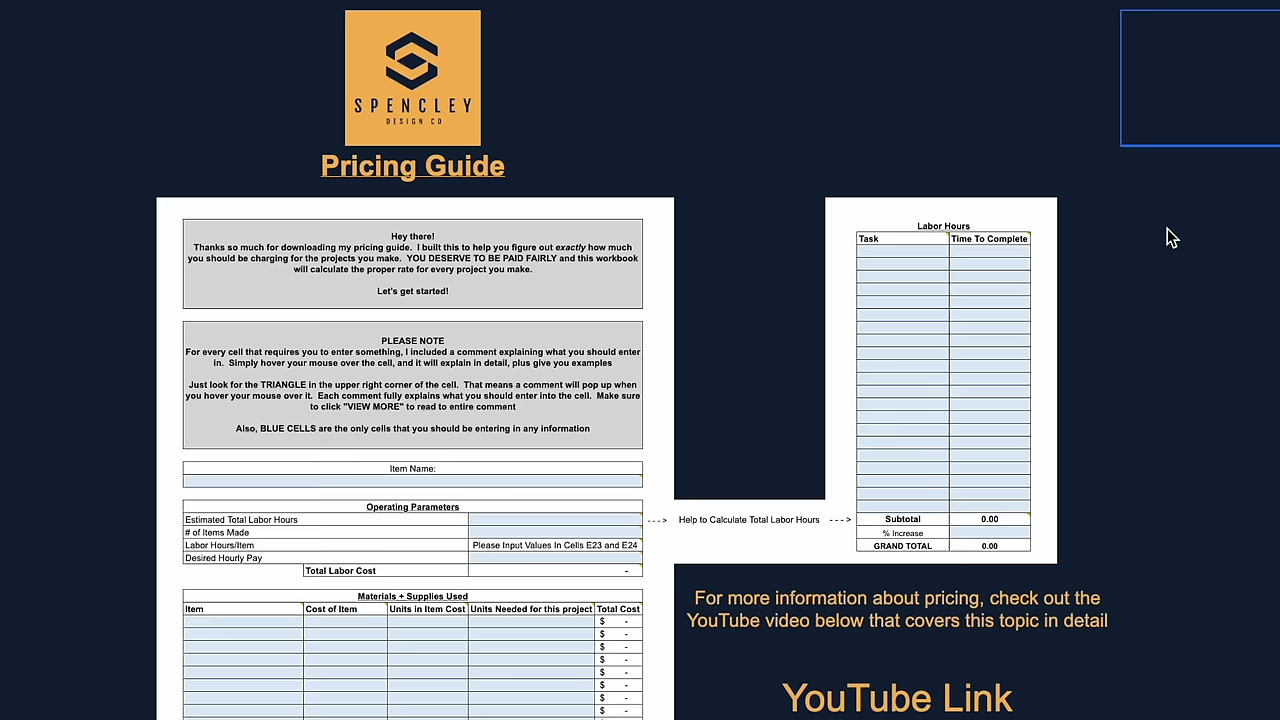 SPENCLEY
DESIGN CO
Pricing Guide
Hey there!
Thanks so much for downloading my pricing guide. I built this to help you figure out exactly how much
you should be charging for the projects you make. YOU DESERVE TO BE PAID FAIRLY and this workbook
will calculate the proper rate for every project you make.
Let's get started!
PLEASE NOTE
For every cell that requires you to enter something, I included a comment explaining what you should enter
in. Simply hover your mouse over the cell, and it will explain in detail, plus give you examples
Just look for the TRIANGLE in the upper right corner of the cell. That means a comment will pop up when
you hover your mouse over it. Each comment fully explains what you should enter into the cell. Make sure
to click "VIEW MORE" to read to entire comment
Also, BLUE CELLS are the only cells that you should be entering in any information
Item Name:
Operating Parameters
Estimated Total Labor Hours
# of Items Made
Labor Hours/Item Please Input Values In Cells E23 and E24
Desired Hourly Pay
Total Labor Cost -
Materials + Supplies Used
Item Cost of Item Units in Item Cost Units Needed for this project Total Cost
$ -
$ -
$ -
$ -
$ -
$ -
$ -
$ -
---> Help to Calculate Total Labor Hours --->
Labor Hours
Task Time To Complete
Subtotal 0.00
% Increase
GRAND TOTAL 0.00
For more information about pricing, check out the
YouTube video below that covers this topic in detail
YouTube Link